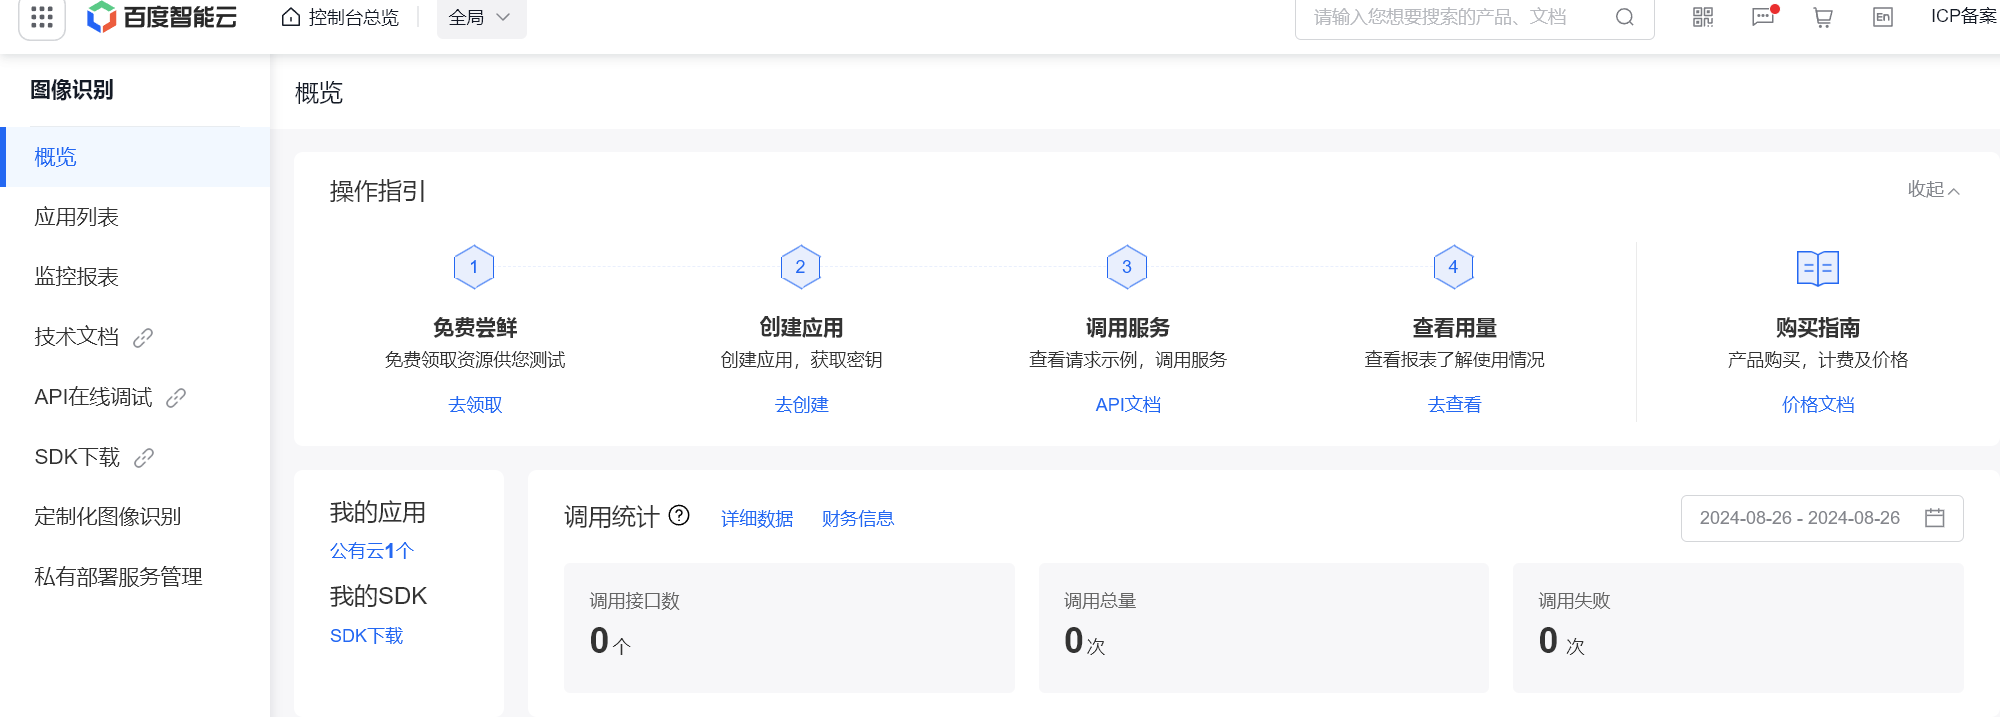 百度智能云
控制台总览
全局
请输入您想要搜索的产品、文档
En
ICP备案
图像识别
概览
应用列表
监控报表
技术文档
API在线调试
SDK下载
定制化图像识别
私有部署服务管理
概览
操作指引
收起
1
免费尝鲜
免费领取资源供您测试
去领取
2
创建应用
创建应用，获取密钥
去创建
3
调用服务
查看请求示例，调用服务
API文档
4
查看用量
查看报表了解使用情况
去查看
购买指南
产品购买，计费及价格
价格文档
我的应用
公有云1个
我的SDK
SDK下载
调用统计 ?
详细数据
财务信息
2024-08-26 - 2024-08-26
调用接口数
0个
调用总量
0次
调用失败
0 次